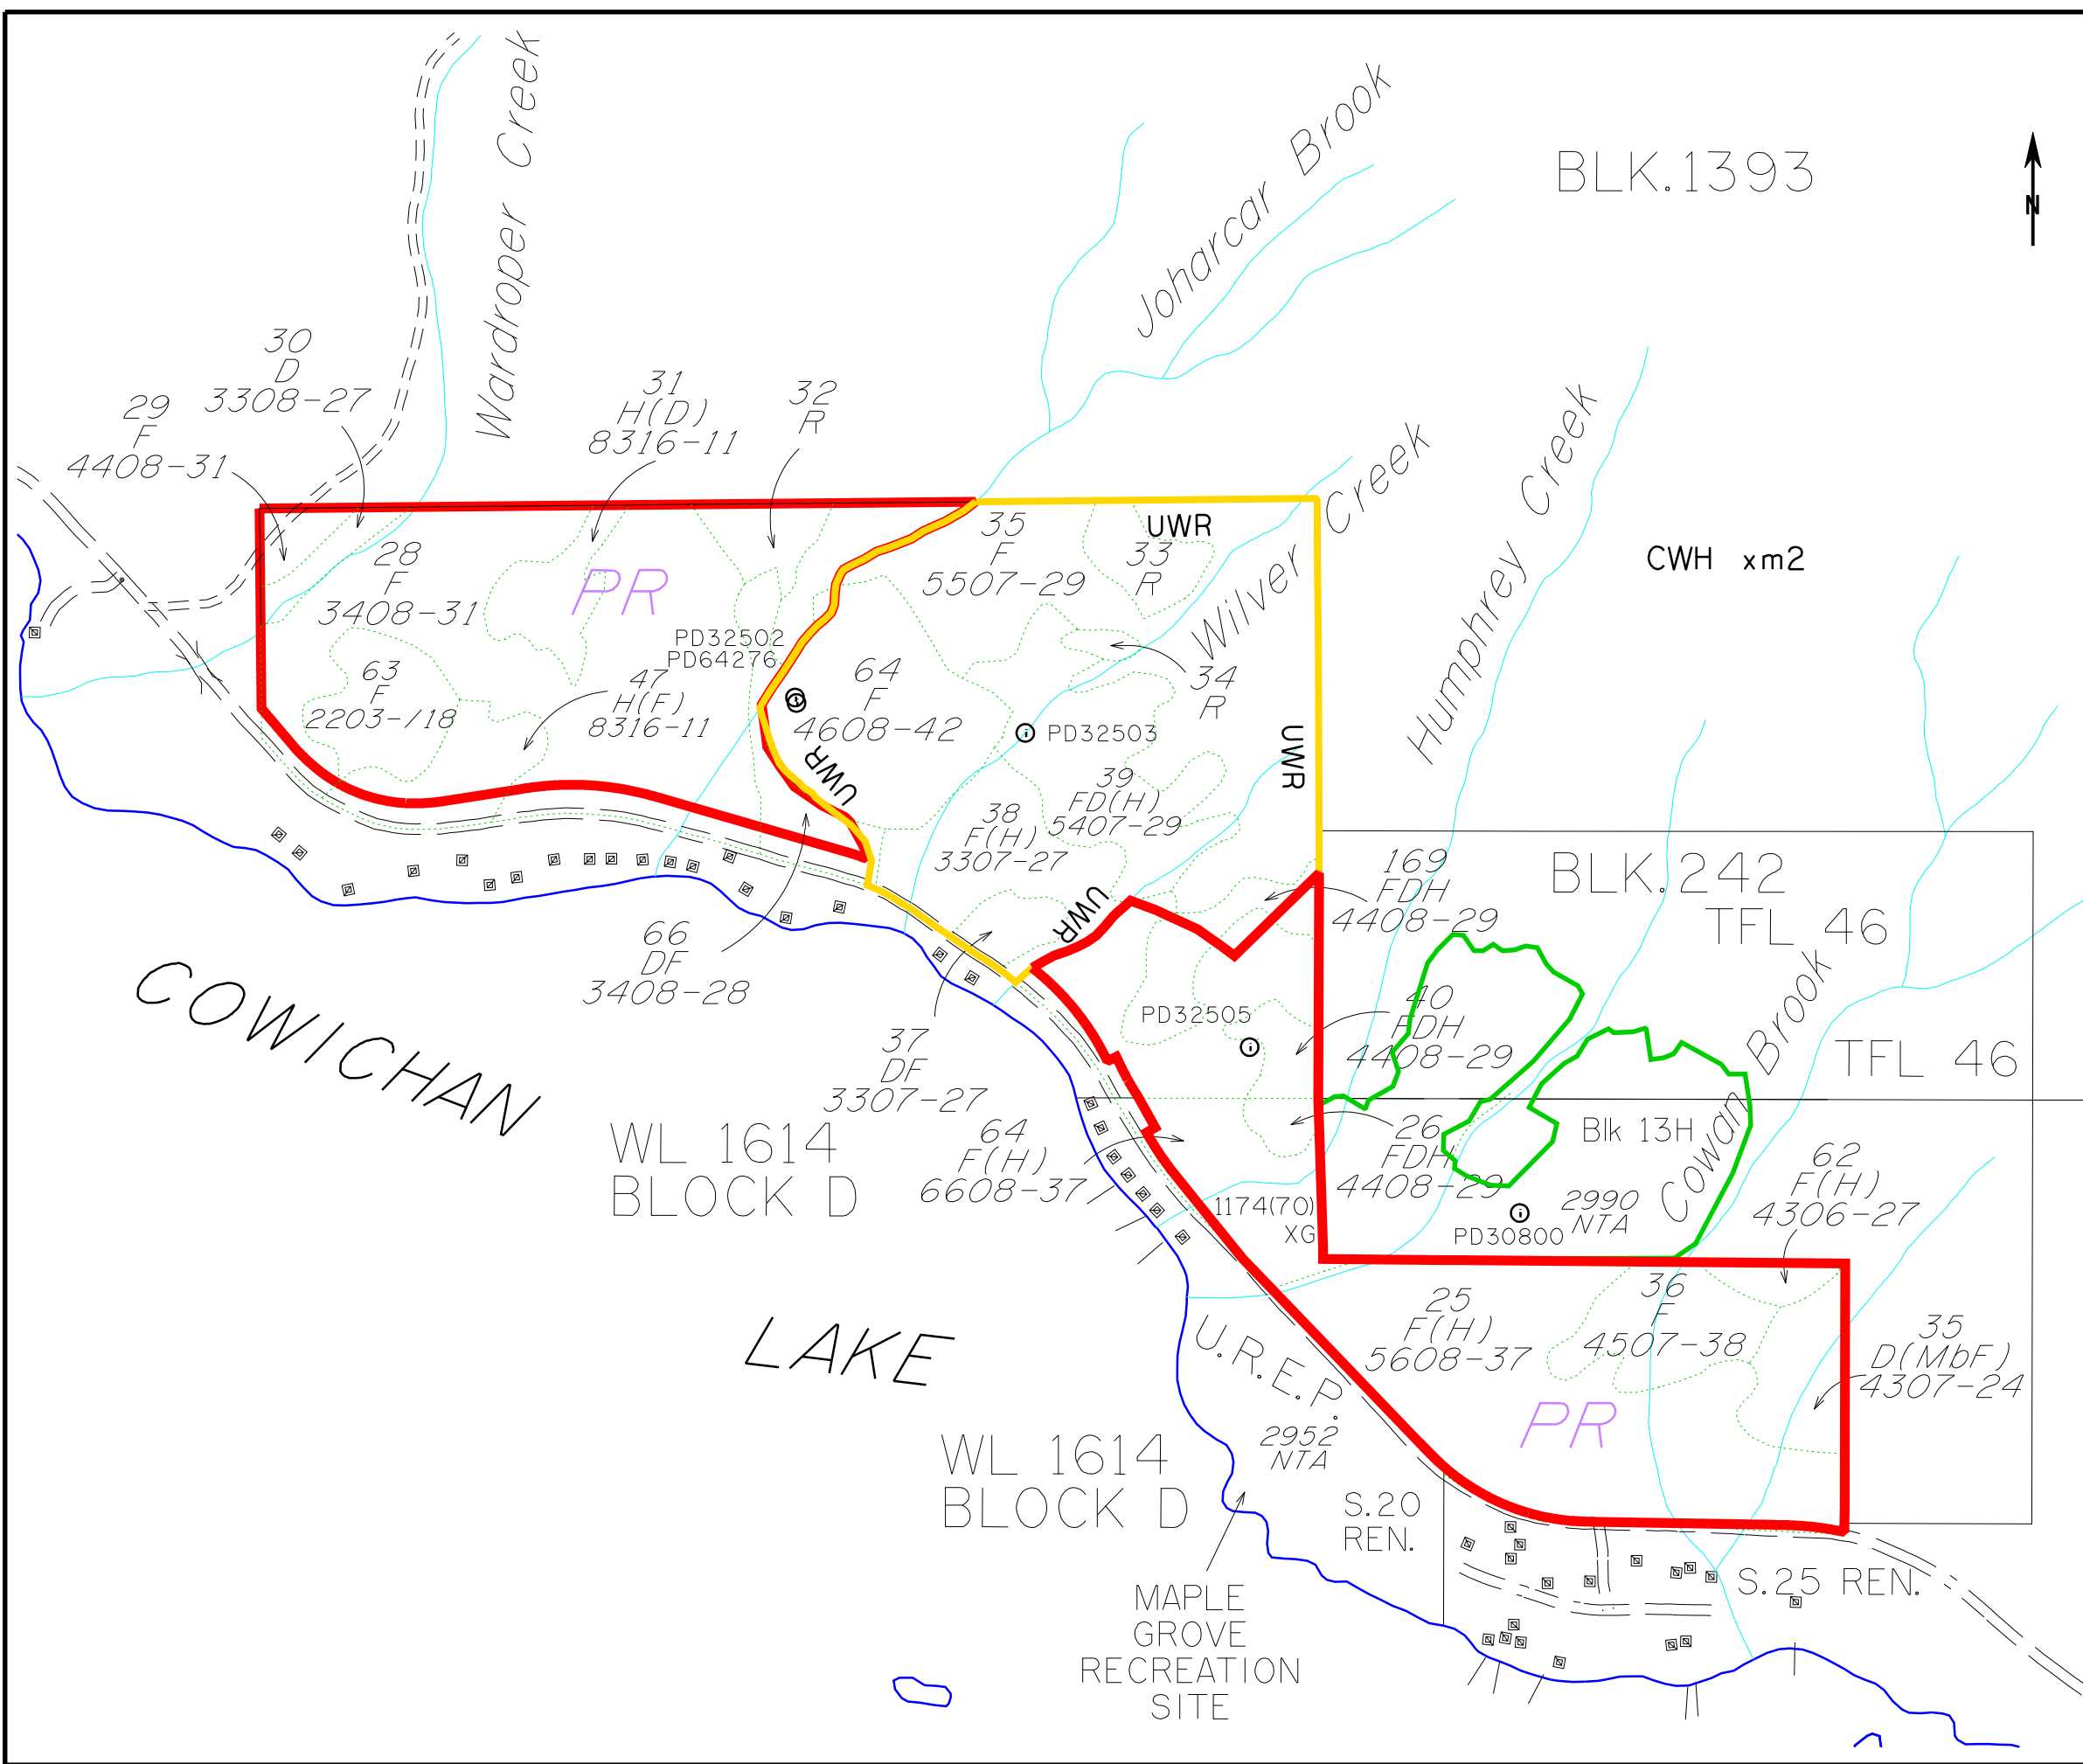 Wardroper Creek
Joharcar Brook
BLK.1393
N
30
D
3308-27
29
F
4408-31
31
H(D)
8316-11
32
R
Wilver Creek
Humphrey Creek
CWH xm2
28
F
3408-31
PR
35
F
5507-29
UWR
33
R
63
F
2203-/18
PD32502
PD64276
47
H(F)
8316-11
64
F
4608-42
34
R
PD32503
UWR
UWR
39
FD(H)
5407-29
38
F(H)
3307-27
UWR
169
FDH
4408-29
BLK.242
TFL 46
66
DF
3408-28
COWICHAN
LAKE
37
DF
3307-27
PD32505
40
FDH
4408-29
Cowan Brook
TFL 46
WL 1614
BLOCK D
64
F(H)
6608-37
26
FDH
4408-29
Blk 13H
1174(70)
XG
PD30800
2990
NTA
62
F(H)
4306-27
25
F(H)
5608-37
36
F
4507-38
35
D(MbF)
4307-24
PR
U.R.E.P.
2952
NTA
WL 1614
BLOCK D
S.20
REN.
S.25 REN.
MAPLE
GROVE
RECREATION
SITE